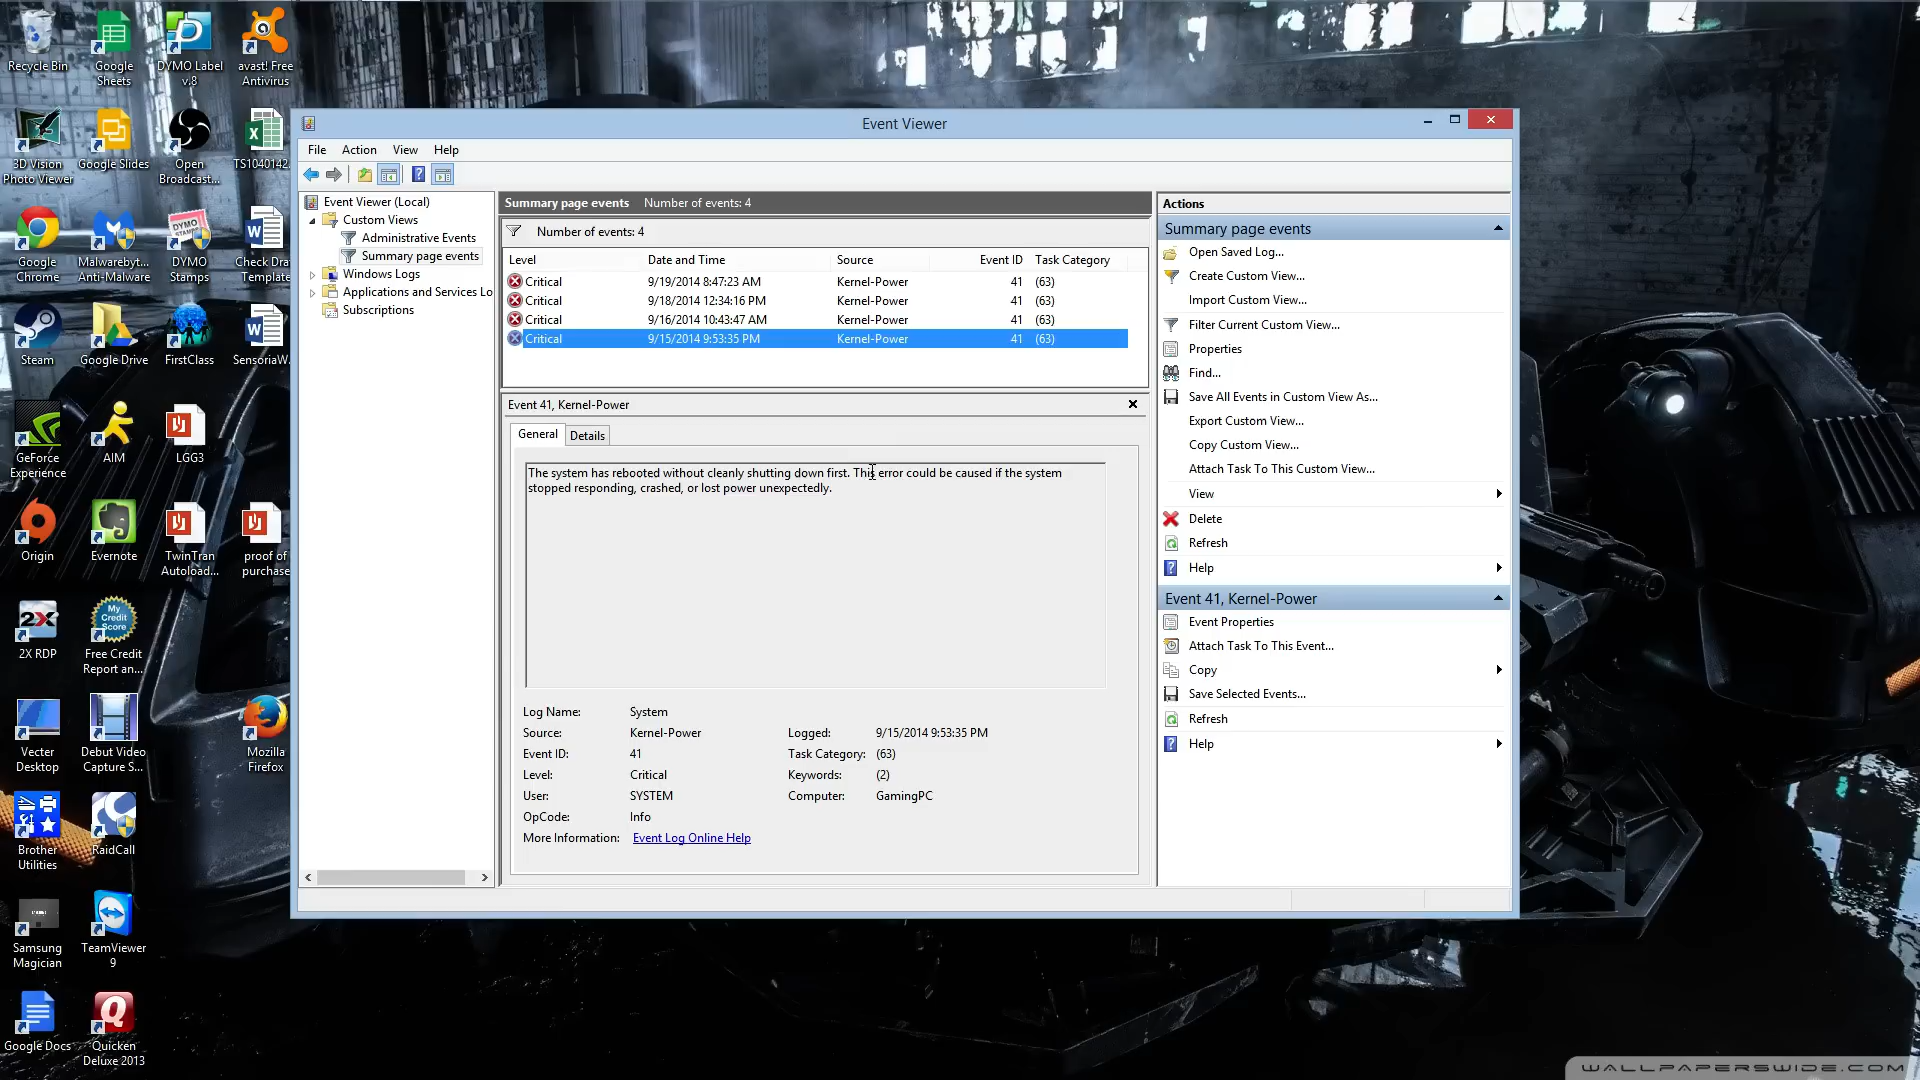 Recycle Bin
Google Sheets
DYMO Label v.8
avast! Free Antivirus
3D Vision Photo Viewer
Google Slides
Open Broadcast...
TS1040142
Google Chrome
Malwarebyt... Anti-Malware
DYMO Stamps
Check Dra Template
Steam
Google Drive
FirstClass
SensoriaW
GeForce Experience
AIM
LGG3
Origin
Evernote
TwinTran Autoload...
proof of purchase
2X
2X RDP
My Credit Score
Free Credit Report an...
Vecter Desktop
Debut Video Capture S...
Mozilla Firefox
Brother Utilities
RaidCall
Samsung Magician
TeamViewer 9
Google Docs
Quicken Deluxe 2013
Event Viewer
File Action View Help
Event Viewer (Local)
Custom Views
Administrative Events
Summary page events
Windows Logs
Applications and Services Lo
Subscriptions
Summary page events Number of events: 4
Number of events: 4
Level Date and Time Source Event ID Task Category
Critical 9/19/2014 8:47:23 AM Kernel-Power 41 (63)
Critical 9/18/2014 12:34:16 PM Kernel-Power 41 (63)
Critical 9/16/2014 10:43:47 AM Kernel-Power 41 (63)
Critical 9/15/2014 9:53:35 PM Kernel-Power 41 (63)
Event 41, Kernel-Power
General Details
The system has rebooted without cleanly shutting down first. This error could be caused if the system
stopped responding, crashed, or lost power unexpectedly.
Log Name: System
Source: Kernel-Power Logged: 9/15/2014 9:53:35 PM
Event ID: 41 Task Category: (63)
Level: Critical Keywords: (2)
User: SYSTEM Computer: GamingPC
OpCode: Info
More Information: Event Log Online Help
Actions
Summary page events
Open Saved Log...
Create Custom View...
Import Custom View...
Filter Current Custom View...
Properties
Find...
Save All Events in Custom View As...
Export Custom View...
Copy Custom View...
Attach Task To This Custom View...
View
Delete
Refresh
Help
Event 41, Kernel-Power
Event Properties
Attach Task To This Event...
Copy
Save Selected Events...
Refresh
Help
WALLPAPERSWIDE.COM